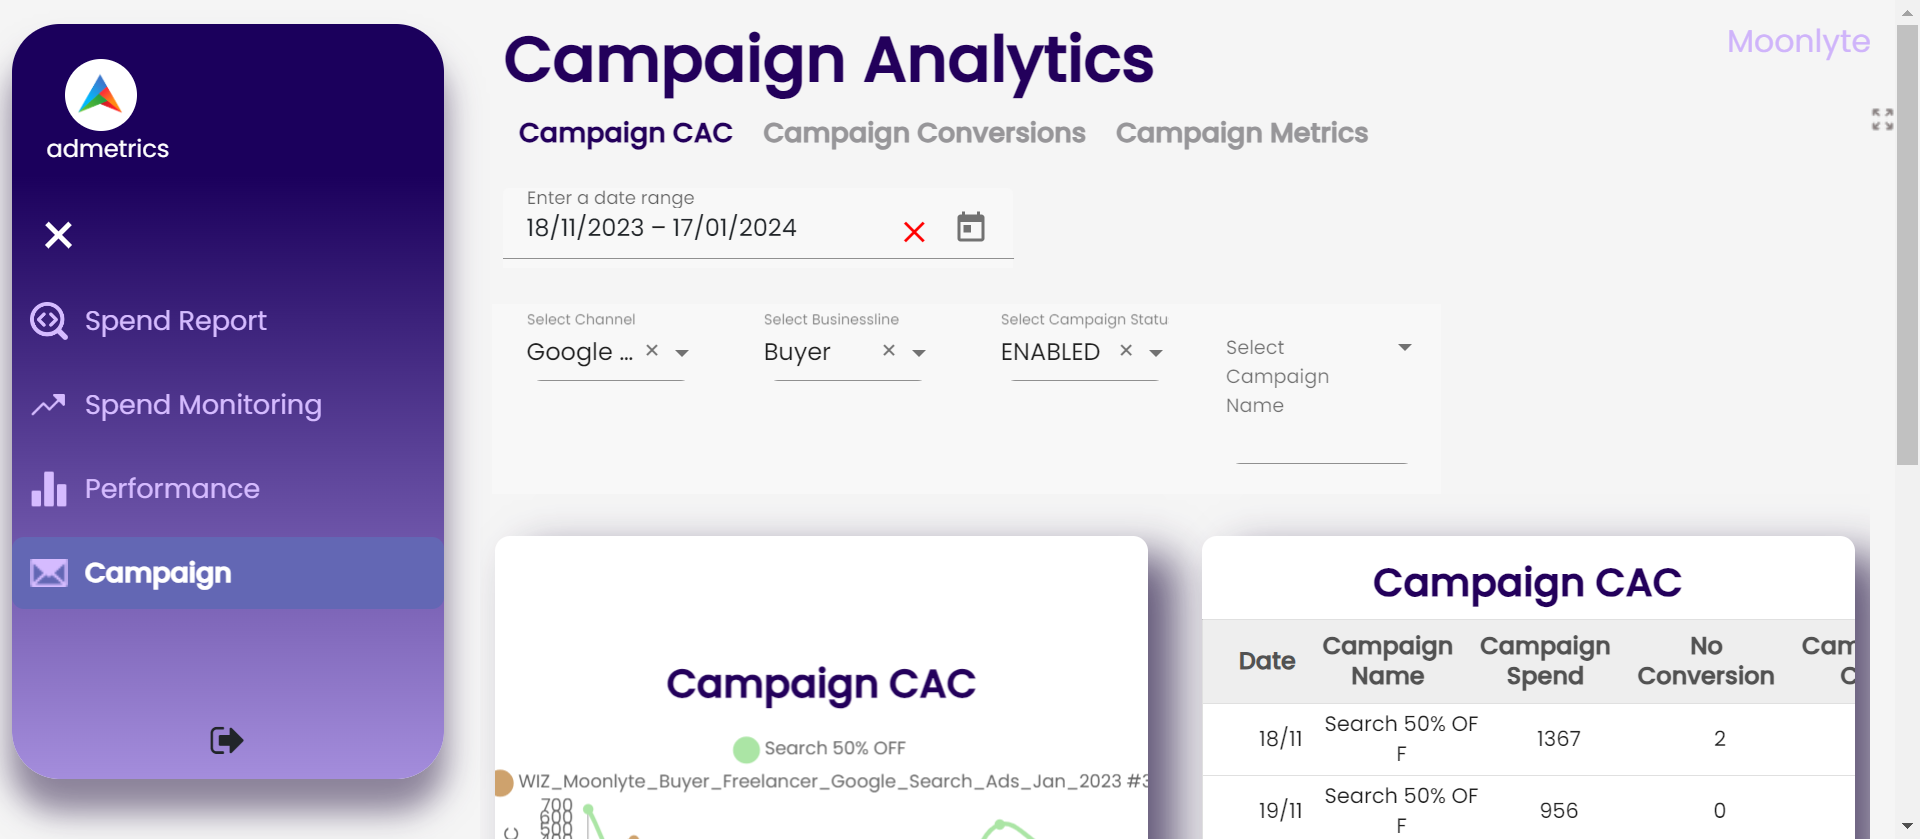 admetrics
Spend Report
Spend Monitoring
Performance
Campaign
Campaign Analytics
Moonlyte
Campaign CAC Campaign Conversions Campaign Metrics
Enter a date range
18/11/2023 – 17/01/2024
Select Channel
Google ...
Select Businessline
Buyer
Select Campaign Statu
ENABLED
Select
Campaign
Name
Campaign CAC
Search 50% OFF
WIZ_Moonlyte_Buyer_Freelancer_Google_Search_Ads_Jan_2023 #3
700
600
500
Campaign CAC
Date Campaign Name Campaign Spend No Conversion
18/11 Search 50% OF
F 1367 2
19/11 Search 50% OF
F 956 0